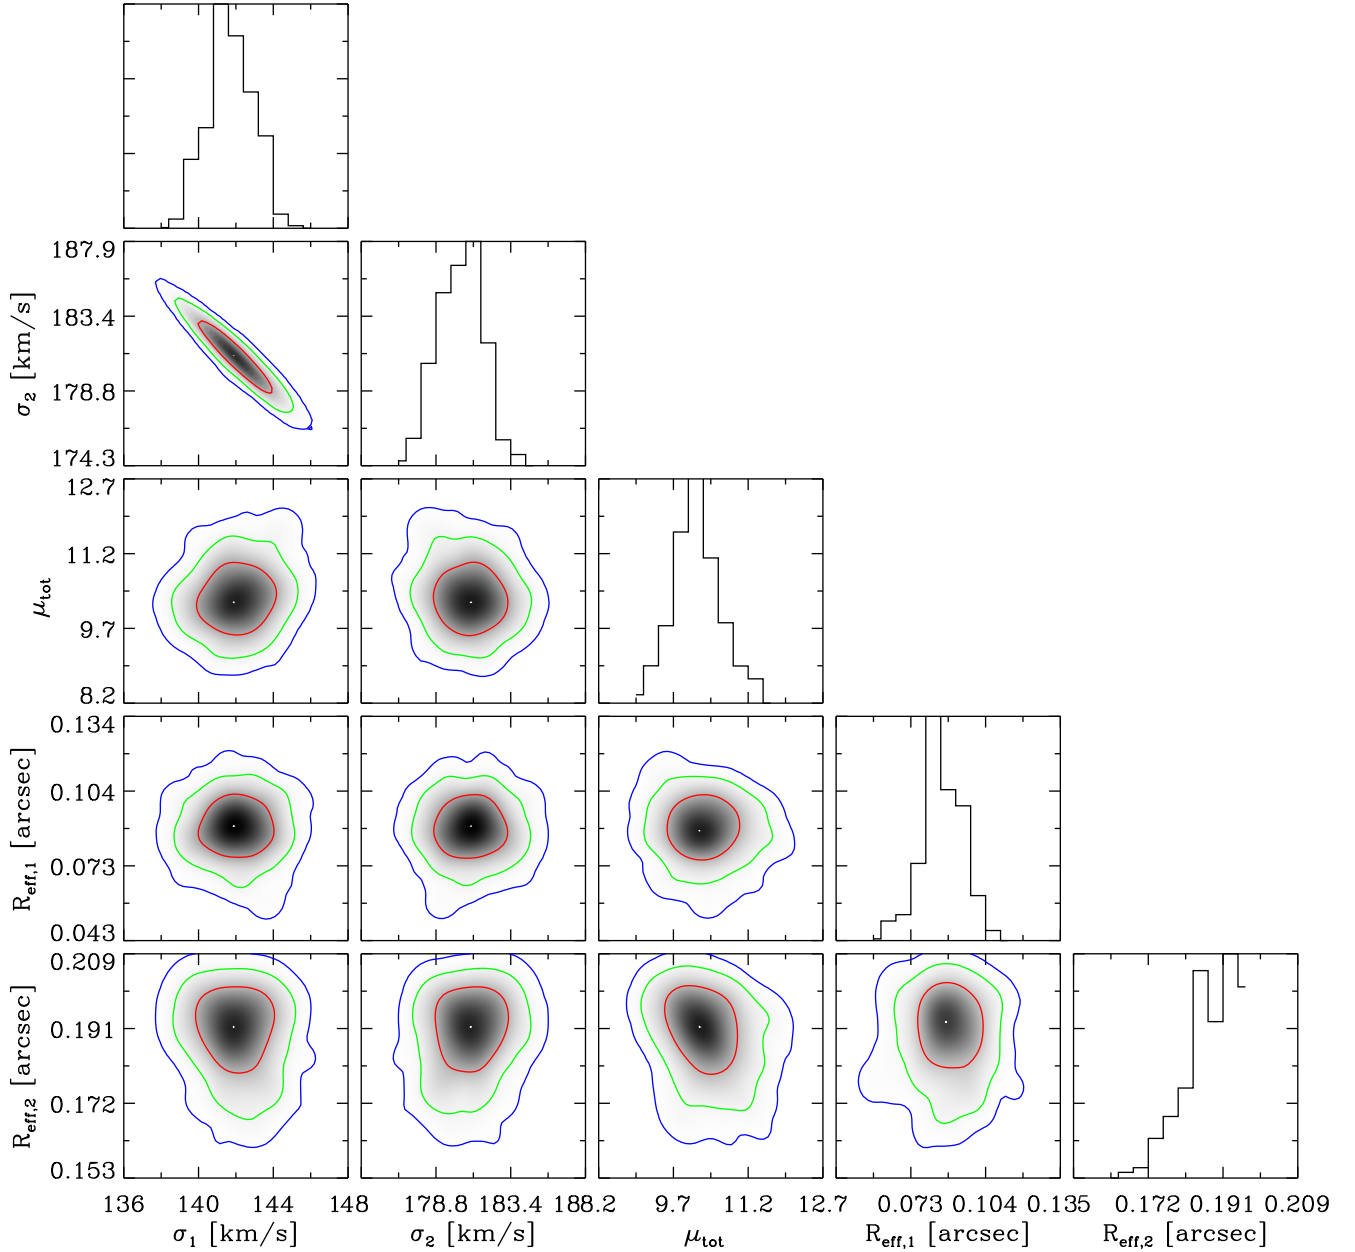 187.9
183.4
178.8
174.3
σ₂ [km/s]
12.7
11.2
9.7
8.2
μtot
0.134
0.104
0.073
0.043
Reff,1 [arcsec]
0.209
0.191
0.172
0.153
Reff,2 [arcsec]
136 140 144 148 178.8 183.4 188.2 9.7 11.2 12.7 0.073 0.104 0.135 0.172 0.191 0.209
σ₁ [km/s] σ₂ [km/s] μtot Reff,1 [arcsec] Reff,2 [arcsec]